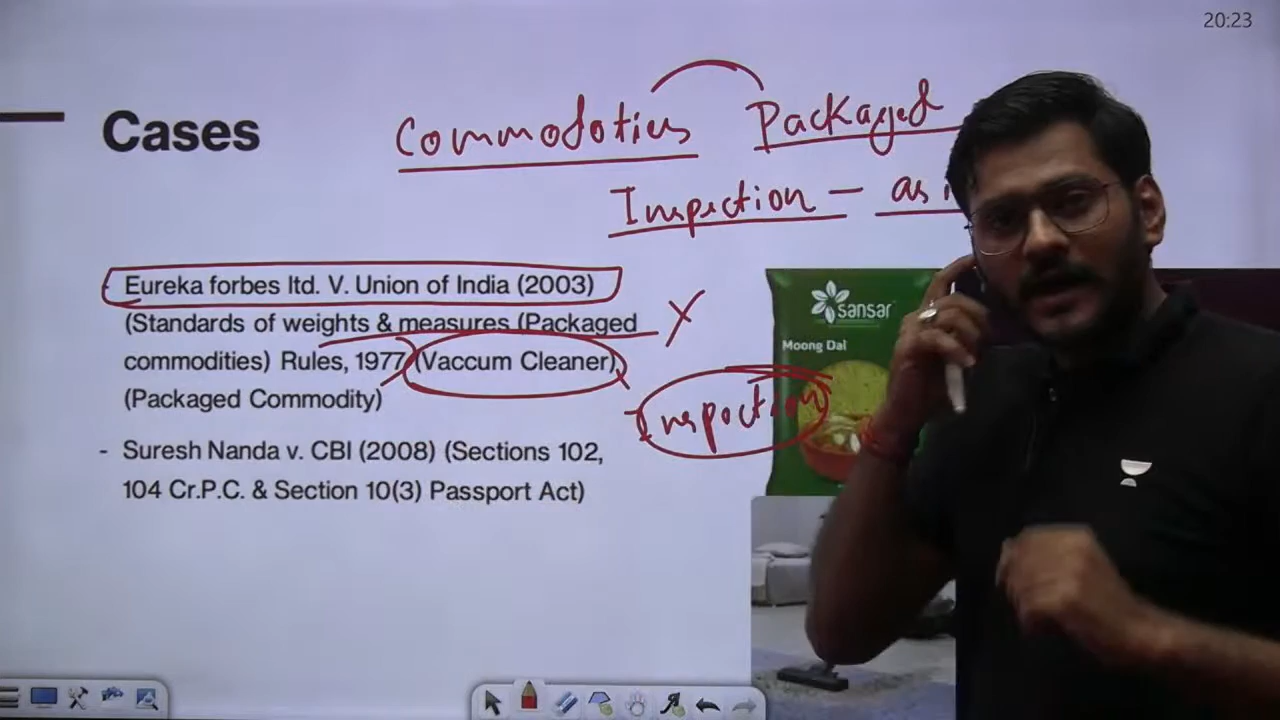 20:23
Cases
Commodoties Packaged
Inspection – as
Eureka forbes ltd. V. Union of India (2003)
(Standards of weights & measures (Packaged
commodities) Rules, 1977 (Vaccum Cleaner)
(Packaged Commodity)
Inspection
- Suresh Nanda v. CBI (2008) (Sections 102,
104 Cr.P.C. & Section 10(3) Passport Act)
sansar
Moong Dal